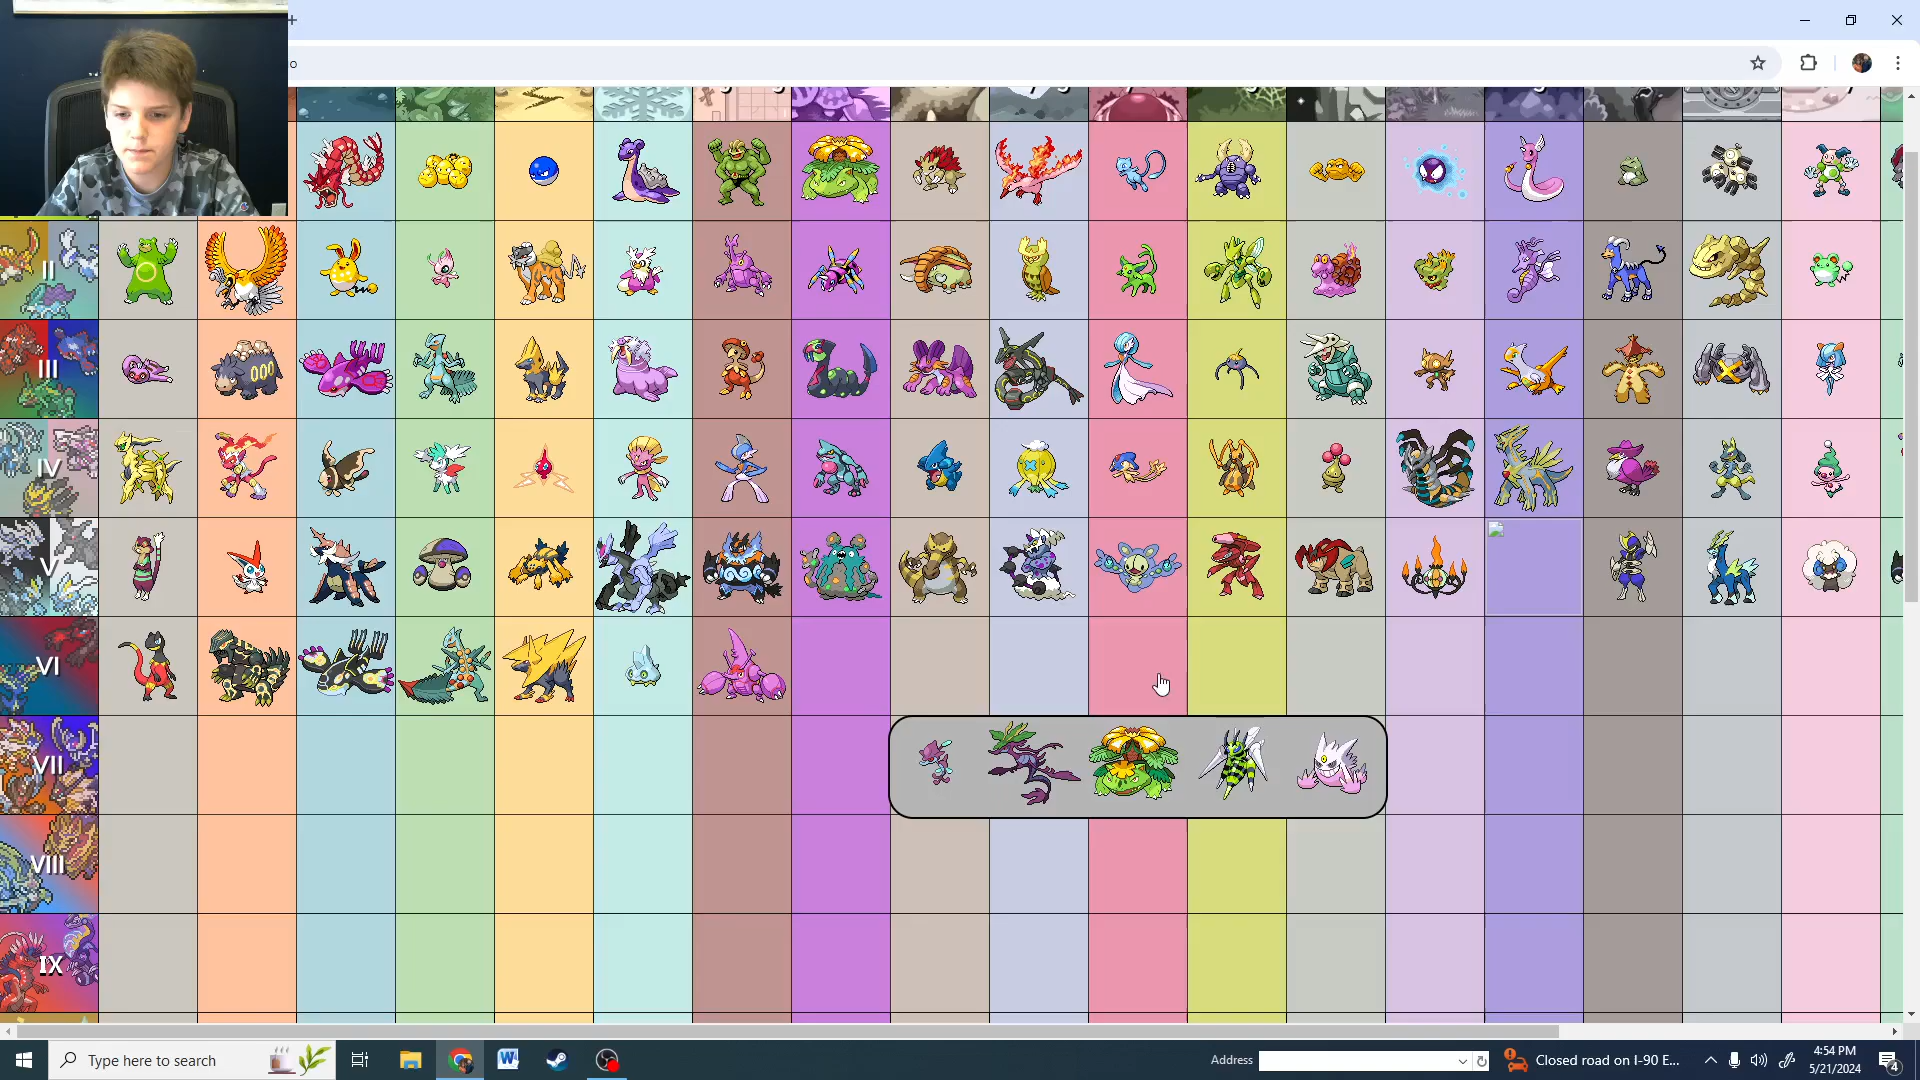 o
II
III
000
IV
V
VI
VII
VIII
IX
Type here to search
W
Address
Closed road on I-90 E...
4:54 PM
5/21/2024
4